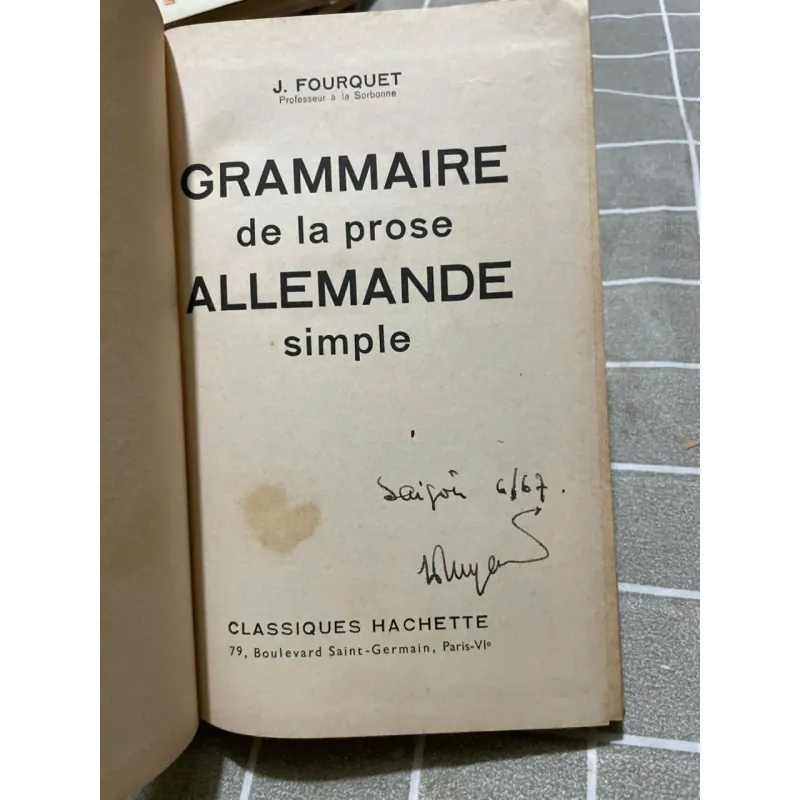 J. FOURQUET
Professeur à la Sorbonne
GRAMMAIRE
de la prose
ALLEMANDE
simple
Saigòn 6/67.
CLASSIQUES HACHETTE
79, Boulevard Saint-Germain, Paris-VIe